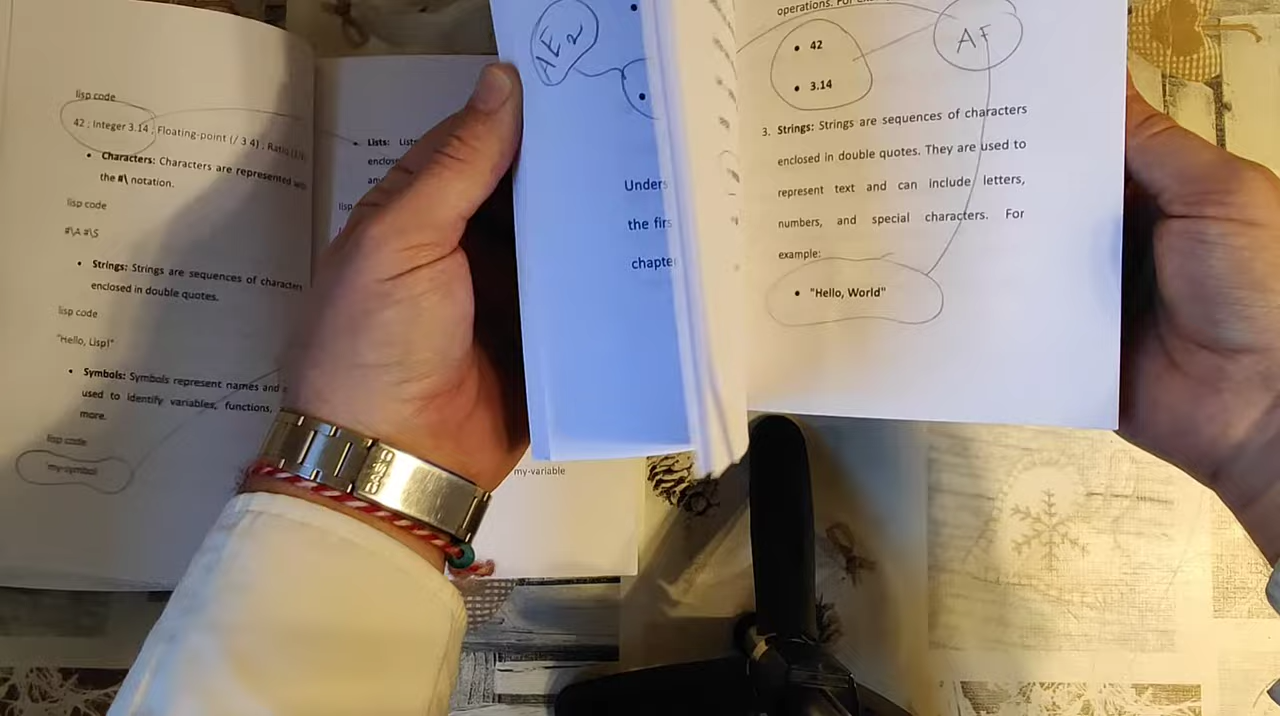 lisp code
42 ; Integer 3.14 ; Floating-point (/ 3 4) ; Ratio
• Characters: Characters are represented with
the #\ notation.
lisp code
#\A #\S
• Strings: Strings are sequences of characters
enclosed in double quotes.
lisp code
"Hello, Lisp!"
• Symbols: Symbols represent names and
used to identify variables, functions,
more.
lisp code
'my-symbol
• Lists:
enclose
lisp
my-variable
CASIO
AE2
Unders
the firs
chapte
operations. For
AF
• 42
• 3.14
3. Strings: Strings are sequences of characters
enclosed in double quotes. They are used to
represent text and can include letters,
numbers, and special characters. For
example:
• "Hello, World"